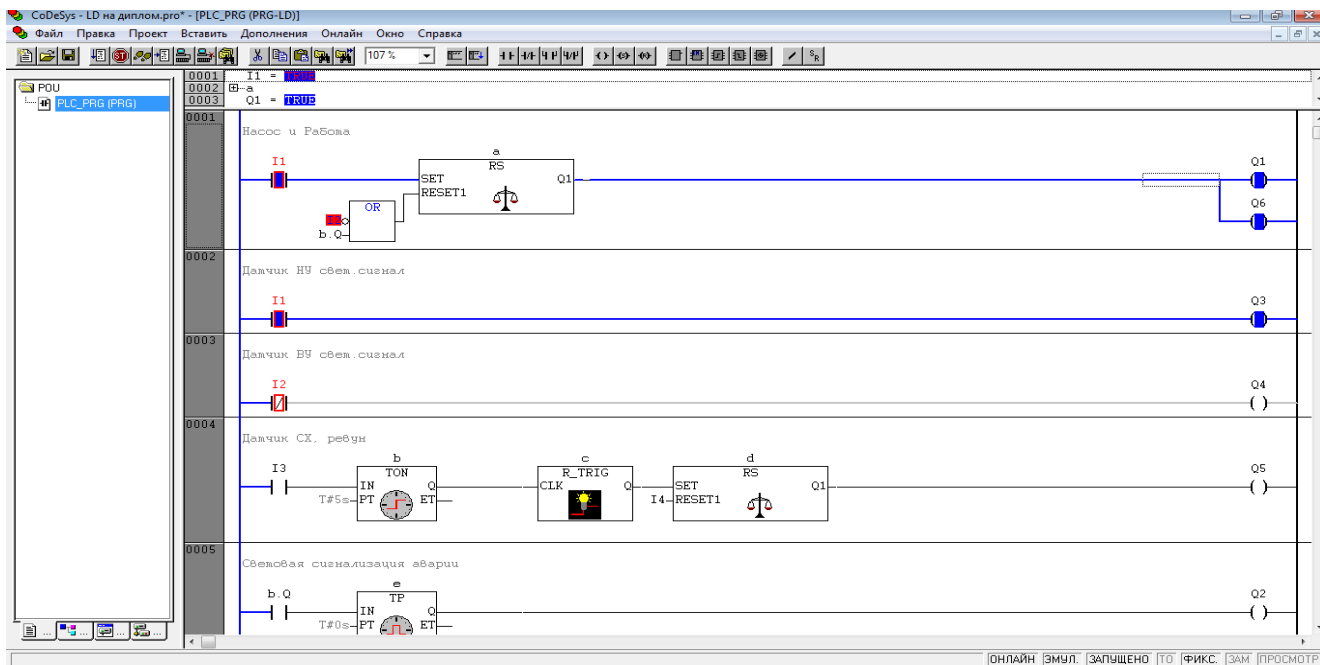 CoDeSys - LD на диплом.pro* - [PLC_PRG (PRG-LD)]
Файл Правка Проект Вставить Дополнения Онлайн Окно Справка
107 %
POU
PLC_PRG (PRG)
0001 I1 = TRUE
0002 a
0003 Q1 = TRUE
0001
Насос и Работа
I1
a
RS
SET Q1
RESET1
OR
I2
b.Q
Q1
Q6
0002
Датчик НУ свет.сигнал
I1
Q3
0003
Датчик ВУ свет.сигнал
I2
Q4
0004
Датчик СХ, ревун
I3
b
TON
IN Q
T#5s PT ET
c
R_TRIG
CLK Q
d
RS
SET Q1
I4 RESET1
Q5
0005
Световая сигнализация аварии
b.Q
e
TP
IN Q
T#0s PT ET
Q2
ОНЛАЙН ЭМУЛ. ЗАПУЩЕНО ТО ФИКС. ЗАМ ПРОСМОТР